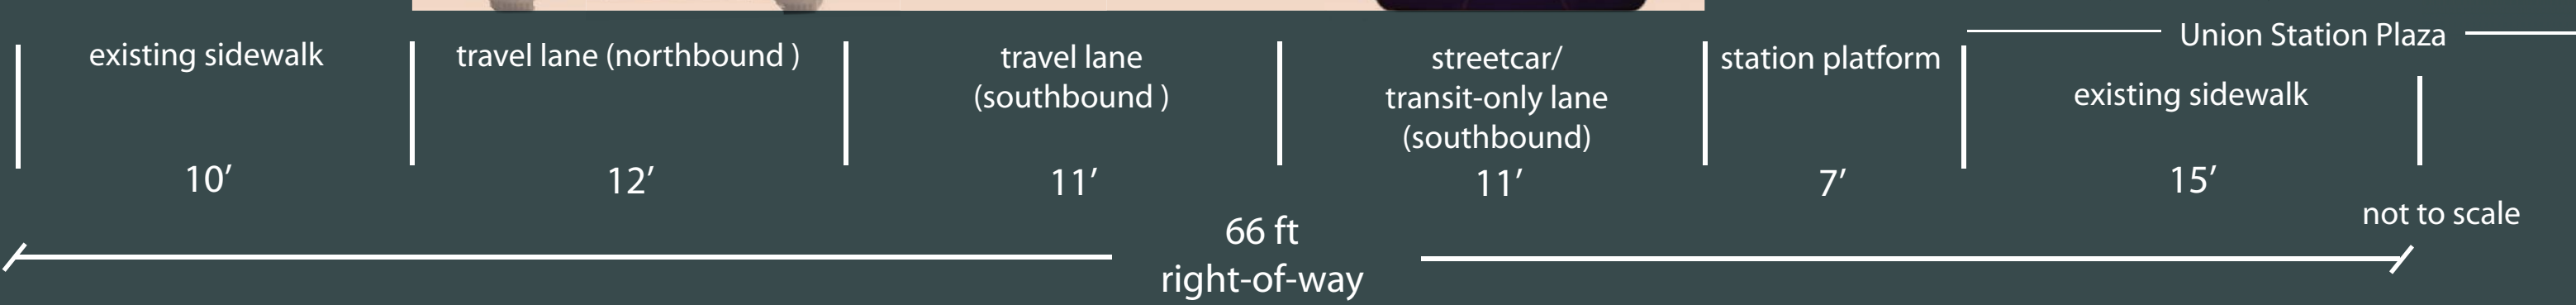 Union Station Plaza
existing sidewalk
travel lane (northbound )
travel lane
(southbound )
streetcar/
transit-only lane
(southbound)
station platform
existing sidewalk
10’
12’
11’
11’
7’
15’
not to scale
66 ft
right-of-way